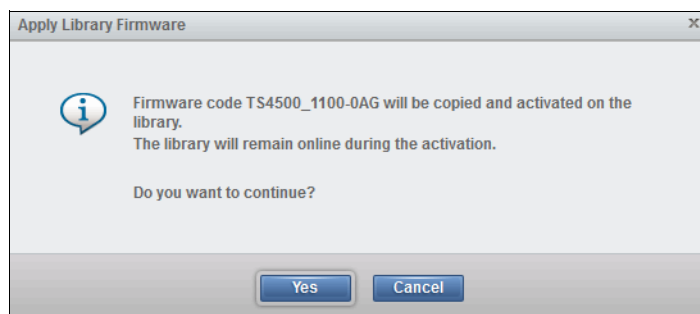 Apply Library Firmware
x
Firmware code TS4500_1100-0AG will be copied and activated on the
library.
The library will remain online during the activation.
Do you want to continue?
Yes
Cancel